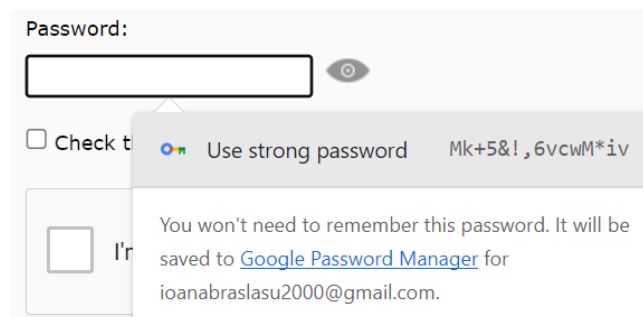 Password:
Check t
Use strong password Mk+5&!,6vcwM*iv
You won't need to remember this password. It will be
I'm
saved to Google Password Manager for
ioanabraslasu2000@gmail.com.